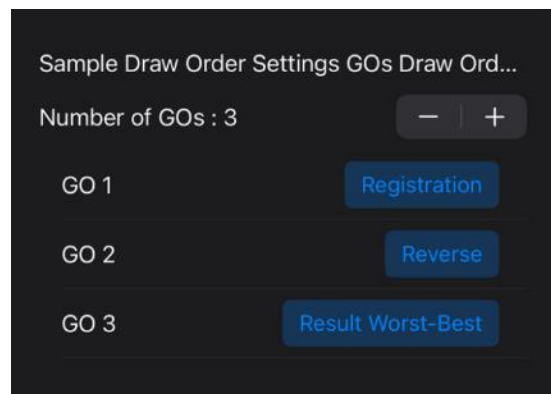 Sample Draw Order Settings GOs Draw Ord...
Number of GOs : 3 − +
GO 1 Registration
GO 2 Reverse
GO 3 Result Worst-Best